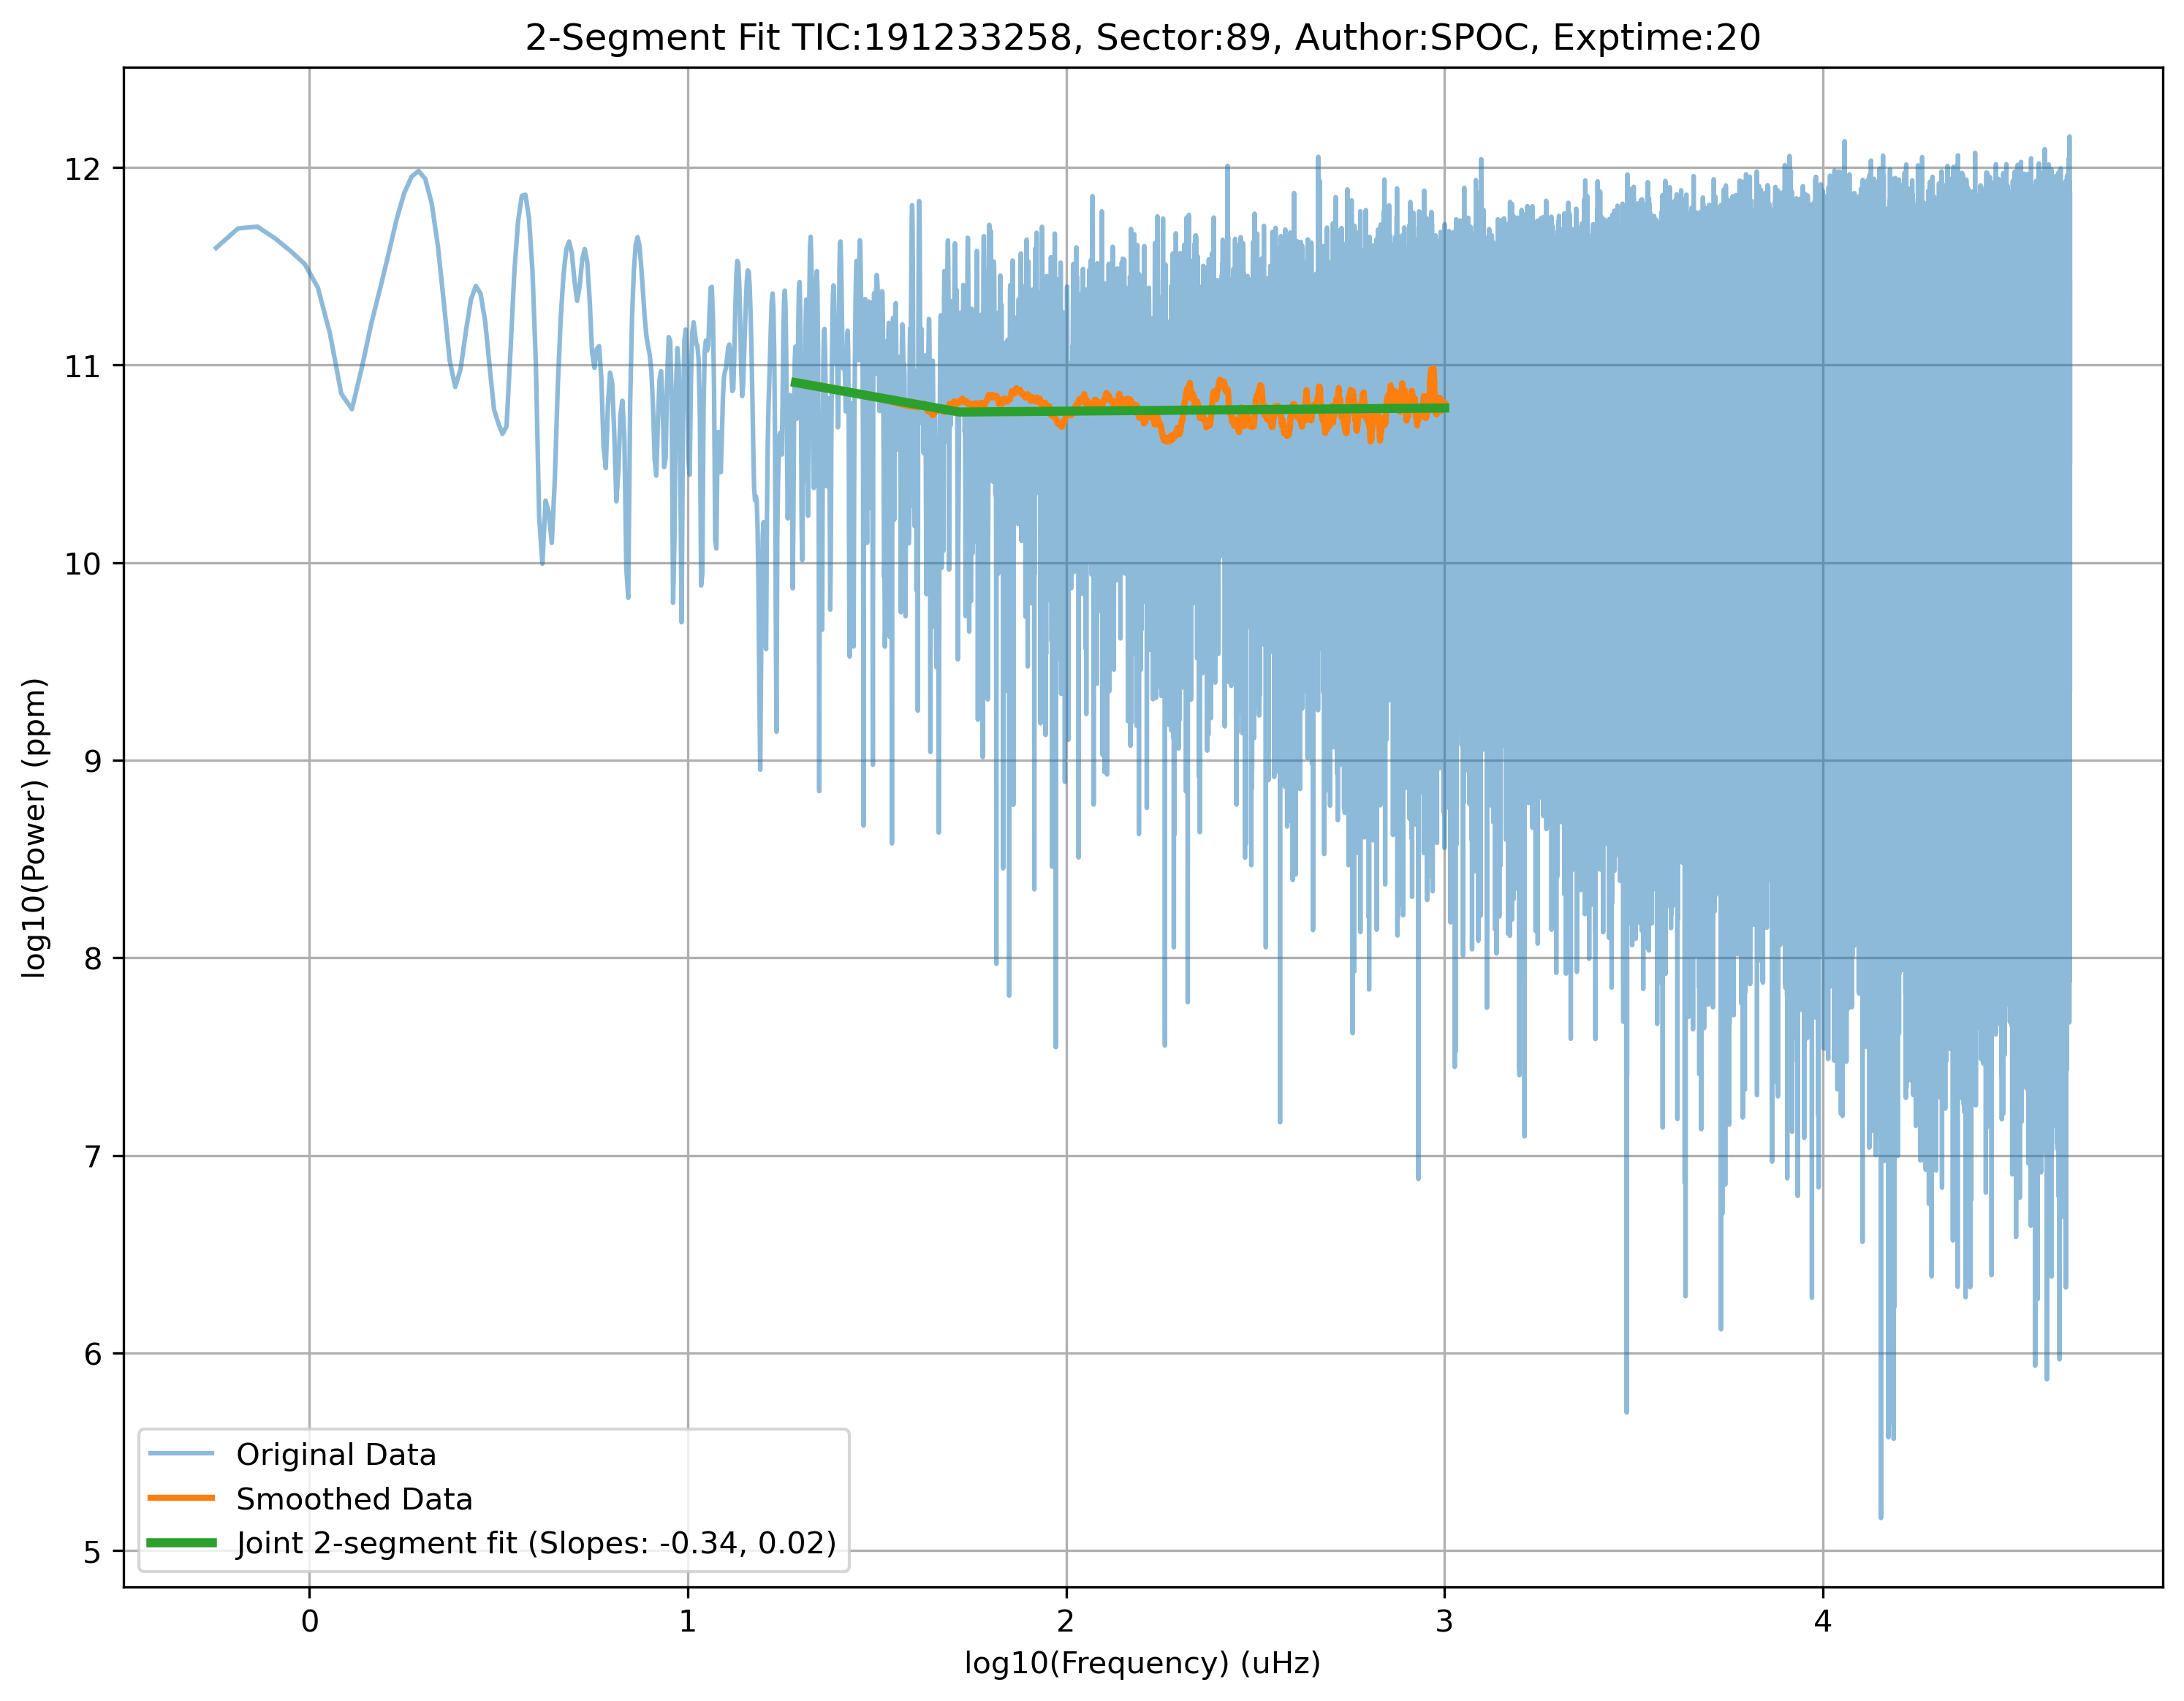 2-Segment Fit TIC:191233258, Sector:89, Author:SPOC, Exptime:20
log10(Power) (ppm)
12
11
10
9
8
7
6
5
Original Data
Smoothed Data
Joint 2-segment fit (Slopes: -0.34, 0.02)
0 1 2 3 4
log10(Frequency) (uHz)